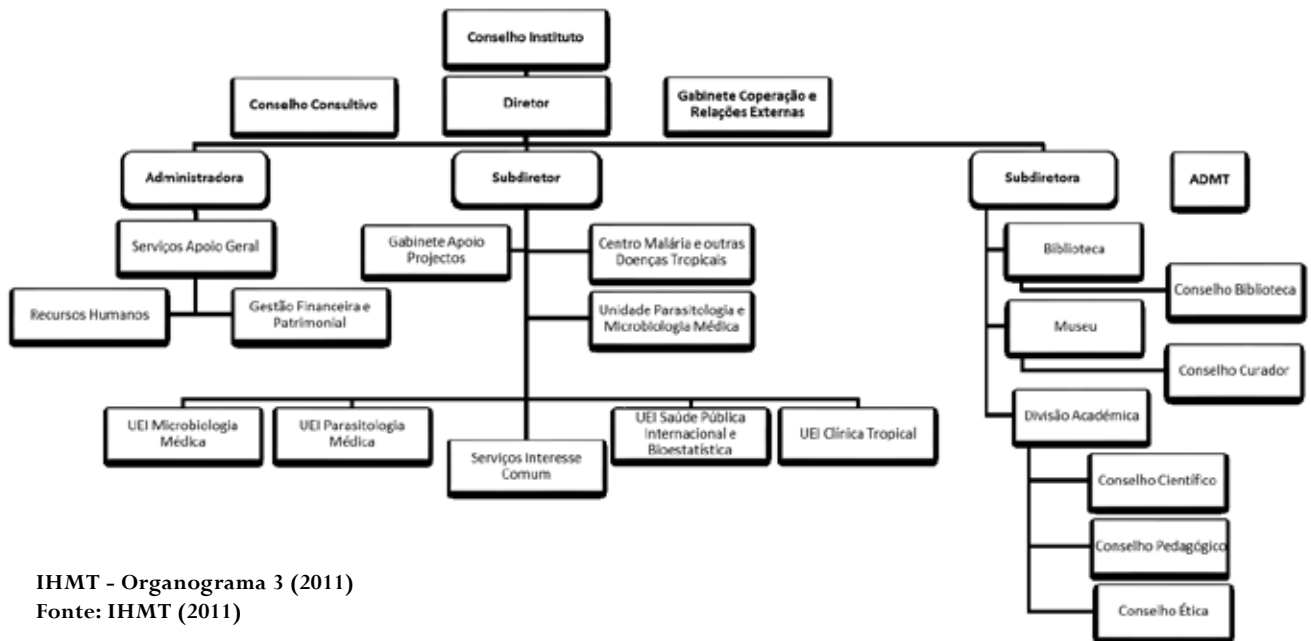 Conselho Instituto
Conselho Consultivo
Diretor
Gabinete Coperação e
Relações Externas
Administradora
Subdiretor
Subdiretora
ADMT
Serviços Apoio Geral
Gabinete Apoio
Projectos
Centro Malária e outras
Doenças Tropicais
Biblioteca
Conselho Biblioteca
Recursos Humanos
Gestão Financeira e
Patrimonial
Unidade Parasitologia e
Microbiologia Médica
Museu
Conselho Curador
UEI Microbiologia
Médica
UEI Parasitologia
Médica
Serviços Interesse
Comum
UEI Saúde Pública
Internacional e
Bioestatística
UEI Clínica Tropical
Divisão Académica
Conselho Científico
Conselho Pedagógico
Conselho Ética
IHMT - Organograma 3 (2011)
Fonte: IHMT (2011)